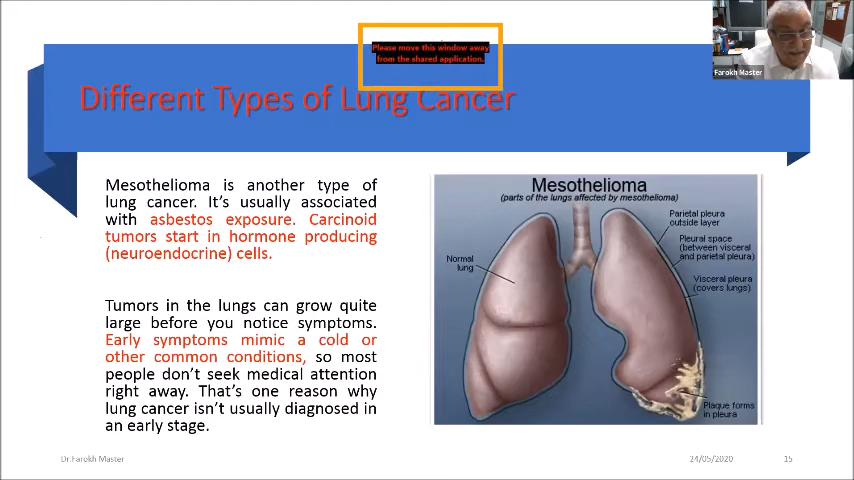 Please move this window away
from the shared application.
Farokh Master
Different Types of Lung Cancer
Mesothelioma is another type of
lung cancer. It's usually associated
with asbestos exposure. Carcinoid
tumors start in hormone producing
(neuroendocrine) cells.
Tumors in the lungs can grow quite
large before you notice symptoms.
Early symptoms mimic a cold or
other common conditions, so most
people don't seek medical attention
right away. That's one reason why
lung cancer isn't usually diagnosed in
an early stage.
Mesothelioma
(parts of the lungs affected by mesothelioma)
Parietal pleura
outside layer
Pleural space
(between visceral
and parietal pleura)
Normal
lung
Visceral pleura
(covers lungs)
Plaque forms
in pleura
Dr.Farokh Master
24/05/2020
15